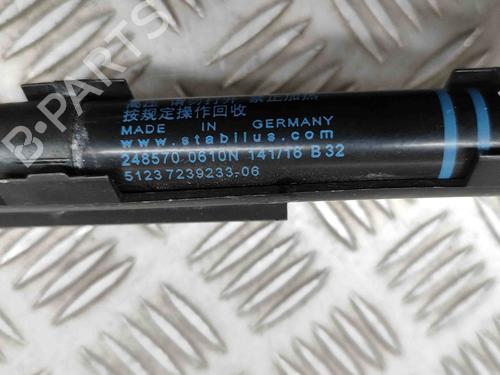 按规定操作回收
MADE IN GERMANY
www.stabilus.com
248570 0610N 141/16 B32
51237239233-06